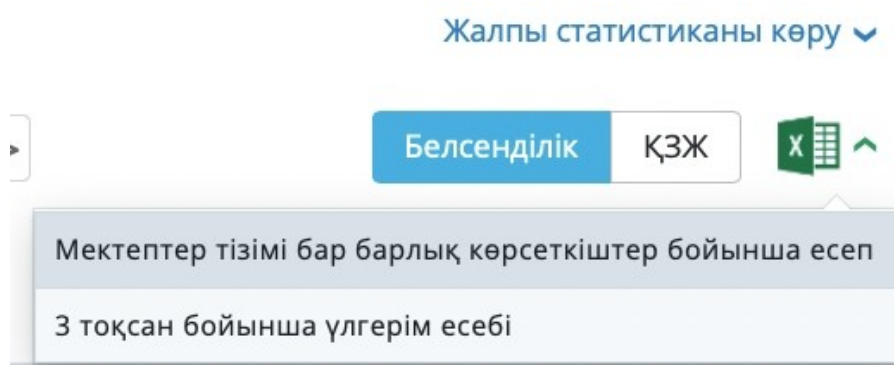 Жалпы статистиканы көру
Белсенділік ҚЗЖ
Мектептер тізімі бар барлық көрсеткіштер бойынша есеп
3 тоқсан бойынша үлгерім есебі